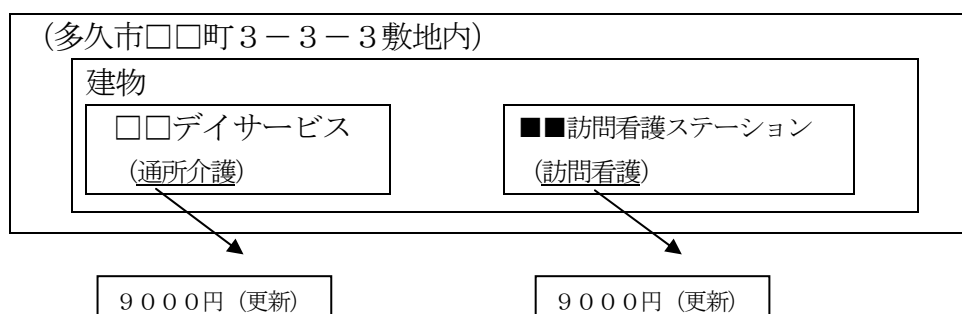 (多久市□□町3-3-3敷地内)
建物
□□デイサービス
(通所介護)
■■訪問看護ステーション
(訪問看護)
9000円(更新)
9000円(更新)